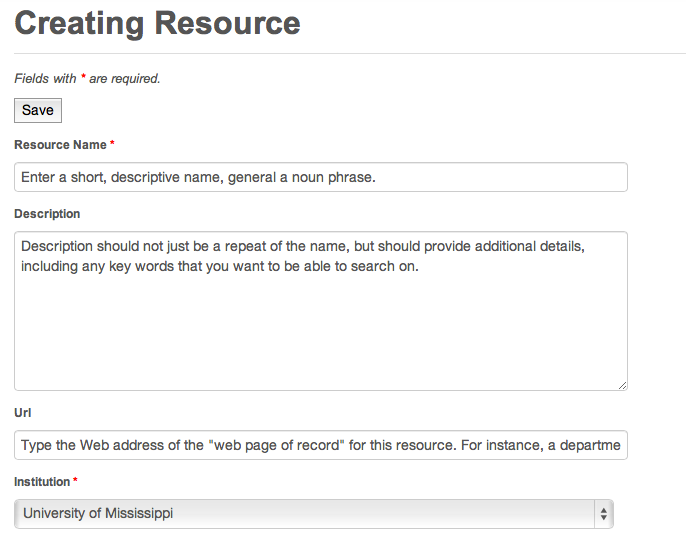 Creating Resource
Fields with * are required.
Save
Resource Name *
Enter a short, descriptive name, general a noun phrase.
Description
Description should not just be a repeat of the name, but should provide additional details,
including any key words that you want to be able to search on.
Url
Type the Web address of the "web page of record" for this resource. For instance, a departme
Institution *
University of Mississippi